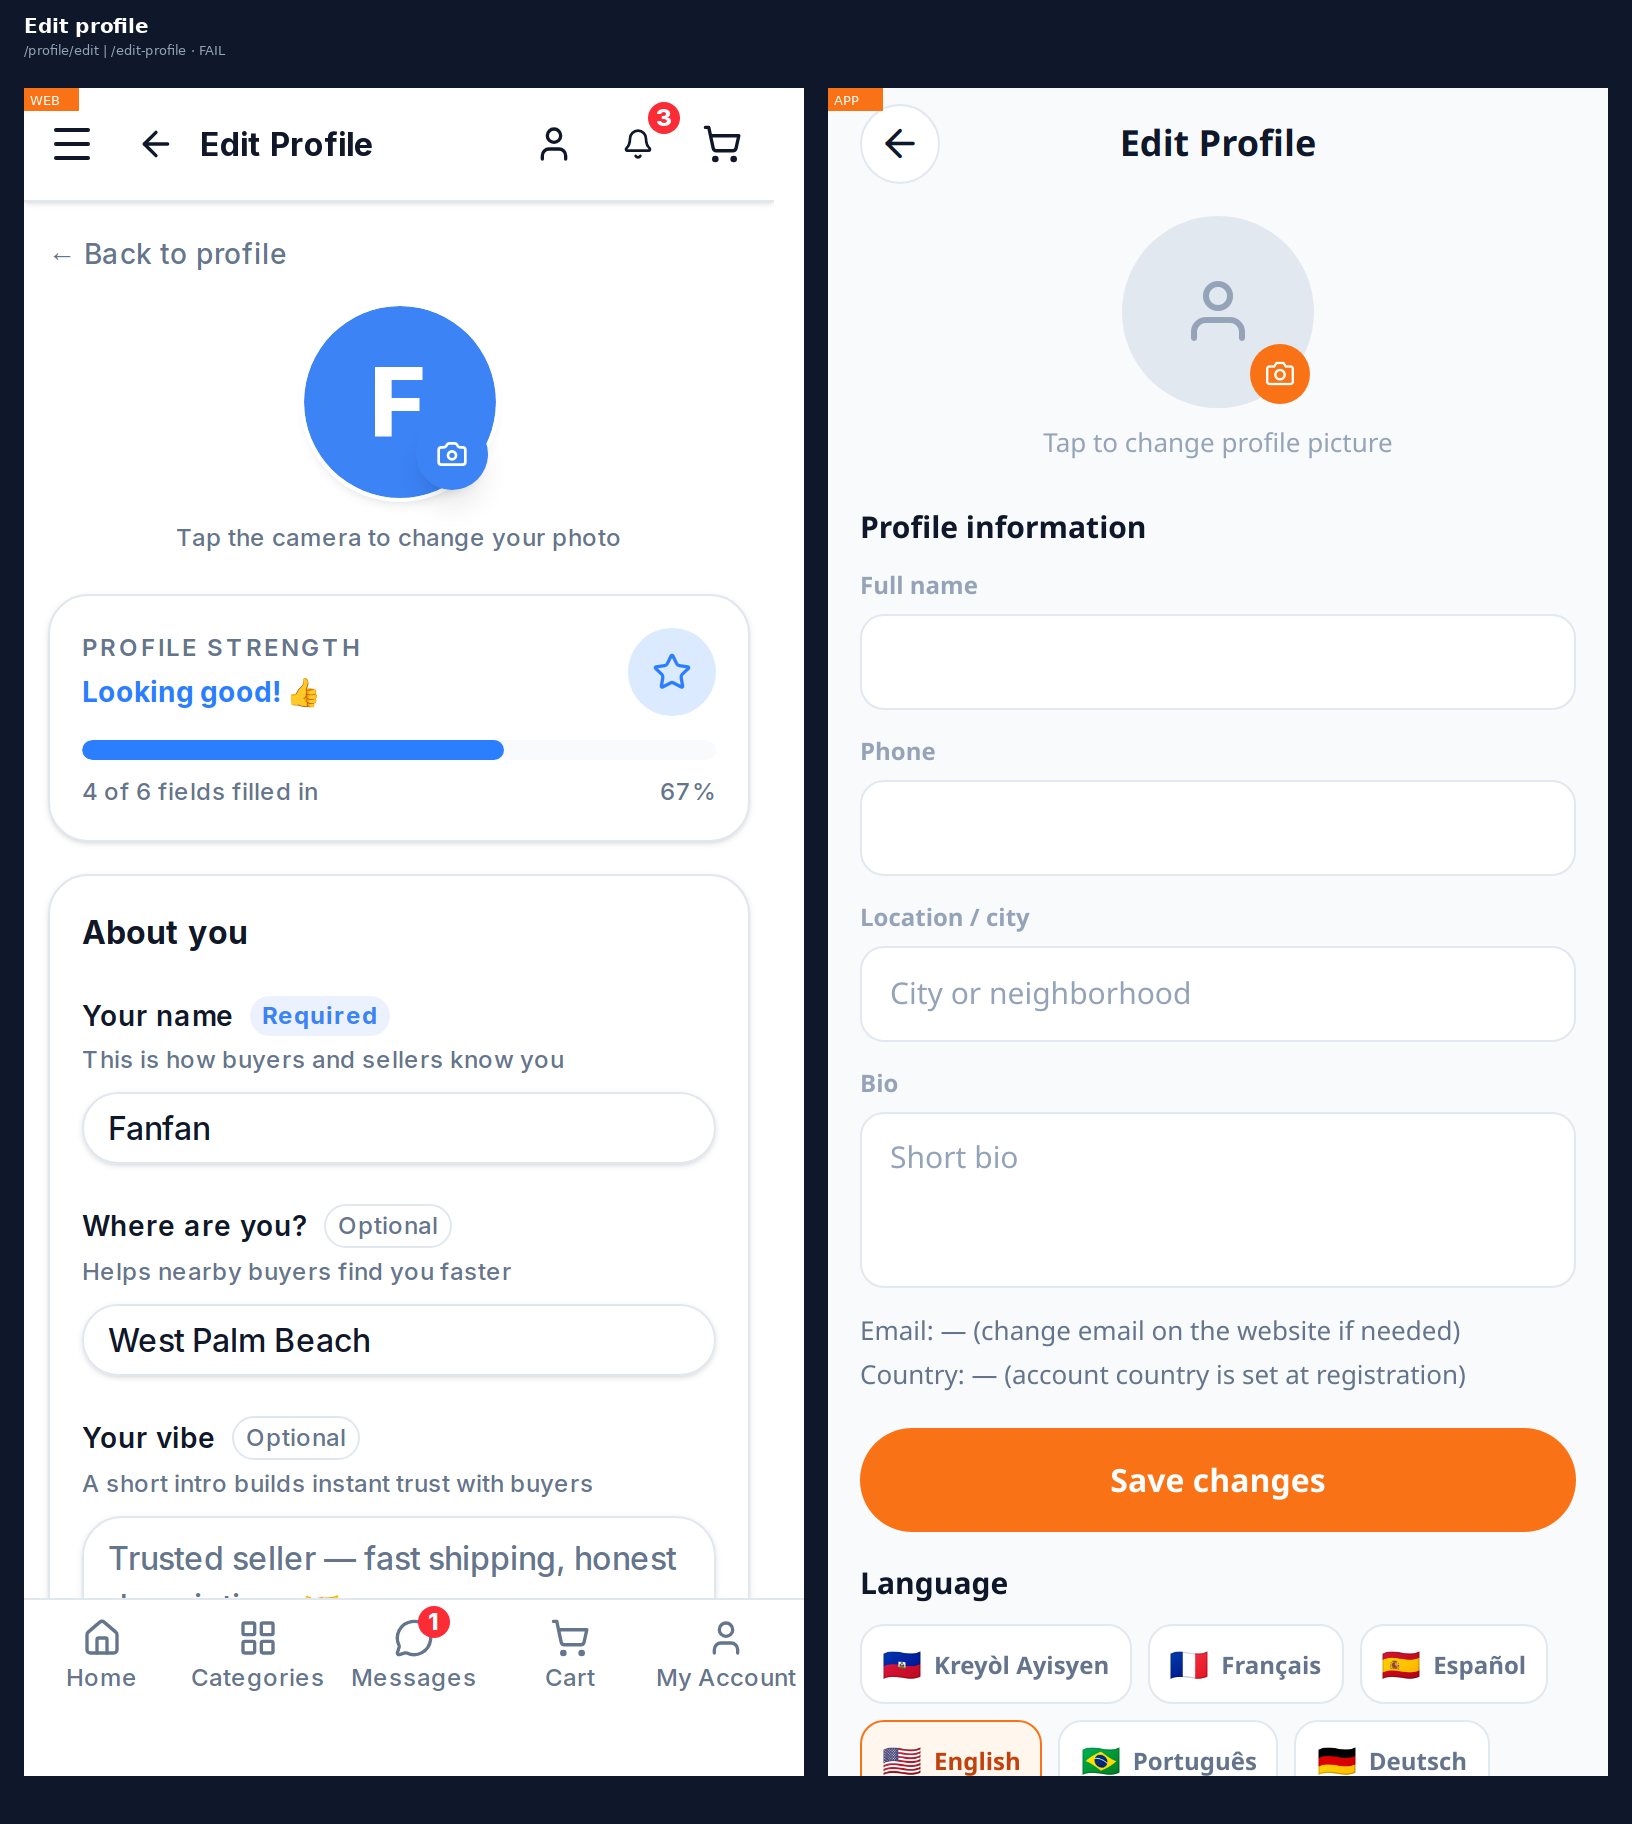 Edit profile
/profile/edit | /edit-profile · FAIL
WEB
Edit Profile
3
← Back to profile
F
Tap the camera to change your photo
PROFILE STRENGTH
Looking good! 👍
4 of 6 fields filled in 67%
About you
Your name Required
This is how buyers and sellers know you
Fanfan
Where are you? Optional
Helps nearby buyers find you faster
West Palm Beach
Your vibe Optional
A short intro builds instant trust with buyers
Trusted seller — fast shipping, honest
1
Home Categories Messages Cart My Account
APP
Edit Profile
Tap to change profile picture
Profile information
Full name
Phone
Location / city
City or neighborhood
Bio
Short bio
Email: — (change email on the website if needed)
Country: — (account country is set at registration)
Save changes
Language
Kreyòl Ayisyen Français Español
English Português Deutsch